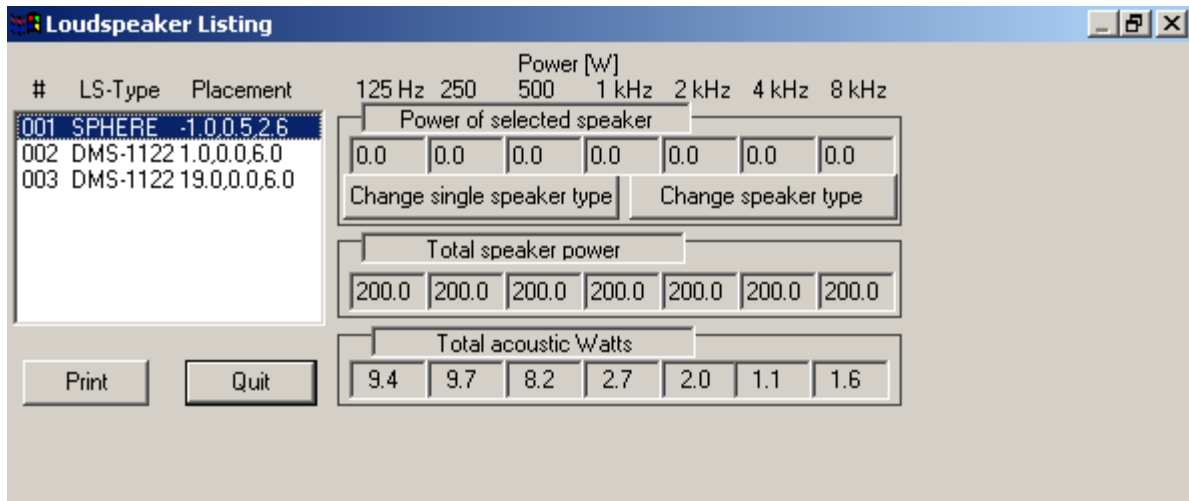 Loudspeaker Listing
Power [W]
# LS-Type Placement 125 Hz 250 500 1 kHz 2 kHz 4 kHz 8 kHz
001 SPHERE -1.0,0.5,2.6
002 DMS-1122 1.0,0.0,6.0
003 DMS-1122 19.0,0.0,6.0
Power of selected speaker
0.0 0.0 0.0 0.0 0.0 0.0 0.0
Change single speaker type Change speaker type
Total speaker power
200.0 200.0 200.0 200.0 200.0 200.0 200.0
Total acoustic Watts
9.4 9.7 8.2 2.7 2.0 1.1 1.6
Print Quit